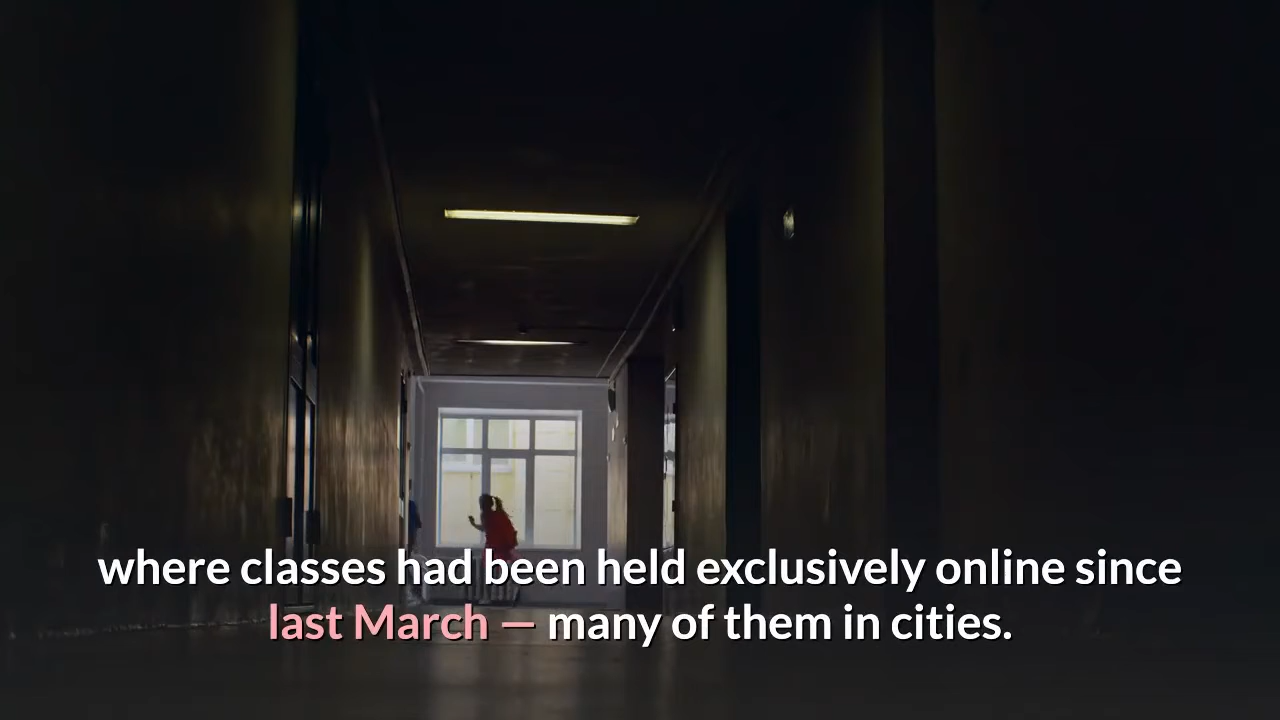 where classes had been held exclusively online since
last March — many of them in cities.